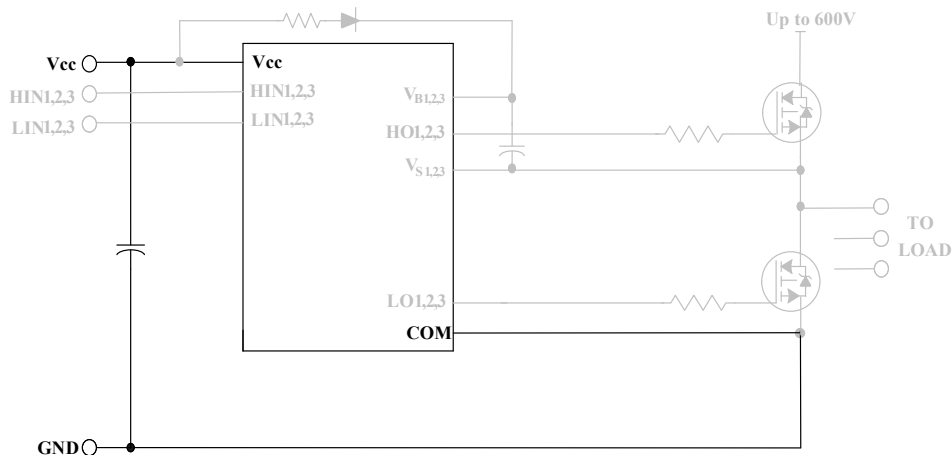 Up to 600V
Vcc
Vcc
HIN1,2,3
HIN1,2,3
VB1,2,3
LIN1,2,3
LIN1,2,3
HO1,2,3
VS1,2,3
TO
LOAD
LO1,2,3
COM
GND